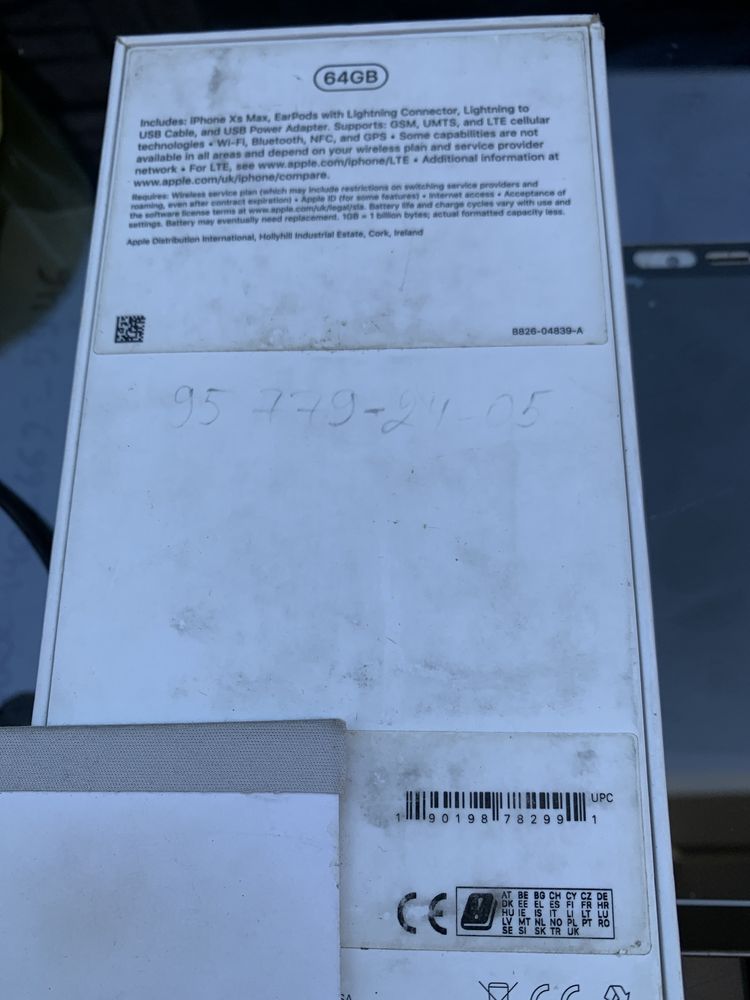 64GB
Includes: iPhone Xs Max, EarPods with Lightning Connector, Lightning to
USB Cable, and USB Power Adapter. Supports: GSM, UMTS, and LTE cellular
technologies • Wi-Fi, Bluetooth, NFC, and GPS • Some capabilities are not
available in all areas and depend on your wireless plan and service provider
network • For LTE, see www.apple.com/iphone/LTE • Additional information at
www.apple.com/uk/iphone/compare.
Requires: Wireless service plan (which may include restrictions on switching service providers and
roaming, even after contract expiration) • Apple ID (for some features) • Internet access • Acceptance of
the software license terms at www.apple.com/uk/legal/sla. Battery life and charge cycles vary with use and
settings. Battery may eventually need replacement. 1GB = 1 billion bytes; actual formatted capacity less.
Apple Distribution International, Hollyhill Industrial Estate, Cork, Ireland
B826-04839-A
95 779-24-05
UPC
1 90198 78299 1
CE
AT BE BG CH CY CZ DE
DK EE EL ES FI FR HR
HU IE IS IT LI LT LU
LV MT NL NO PL PT RO
SE SI SK TR UK